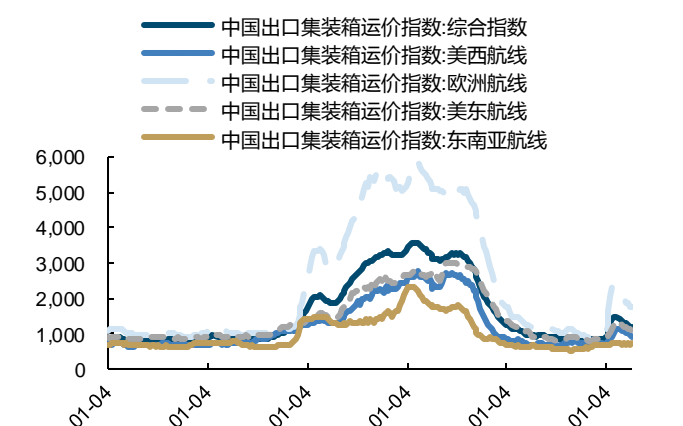 中国出口集装箱运价指数:综合指数
中国出口集装箱运价指数:美西航线
中国出口集装箱运价指数:欧洲航线
中国出口集装箱运价指数:美东航线
中国出口集装箱运价指数:东南亚航线
6,000
5,000
4,000
3,000
2,000
1,000
0
01-04 01-04 01-04 01-04 01-04 01-04